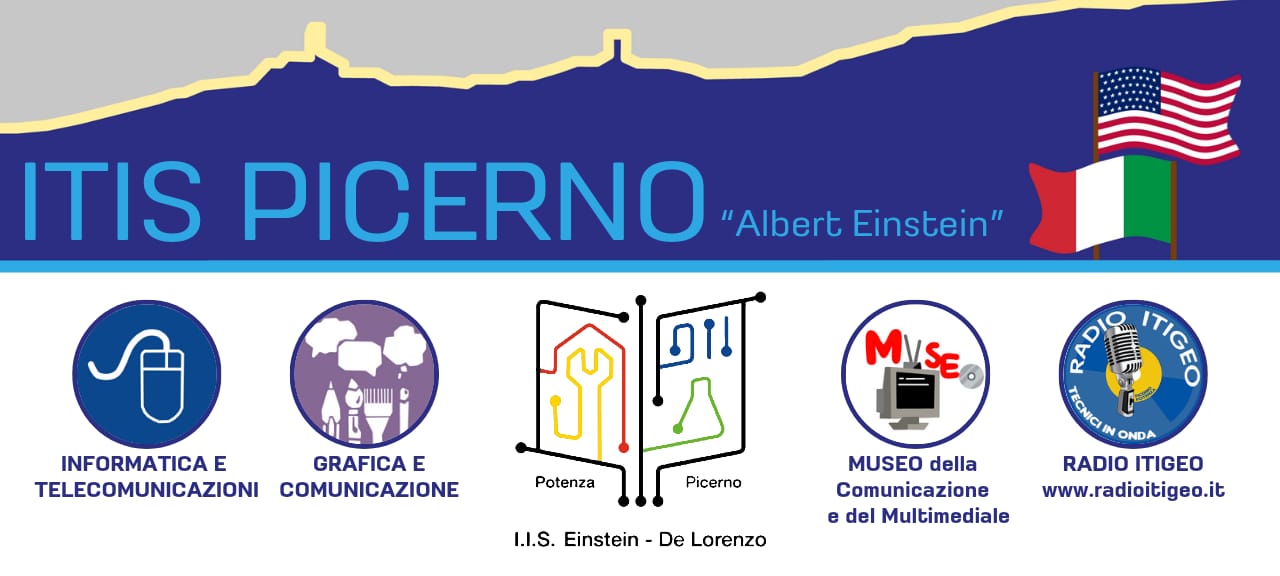 ITIS PICERNO “Albert Einstein”
INFORMATICA E
TELECOMUNICAZIONI
GRAFICA E
COMUNICAZIONE
Potenza
Picerno
I.I.S. Einstein - De Lorenzo
MUSEO
MUSEO della
Comunicazione
e del Multimediale
RADIO ITIGEO
TECNICI IN ONDA
RADIO ITIGEO
www.radioitigeo.it